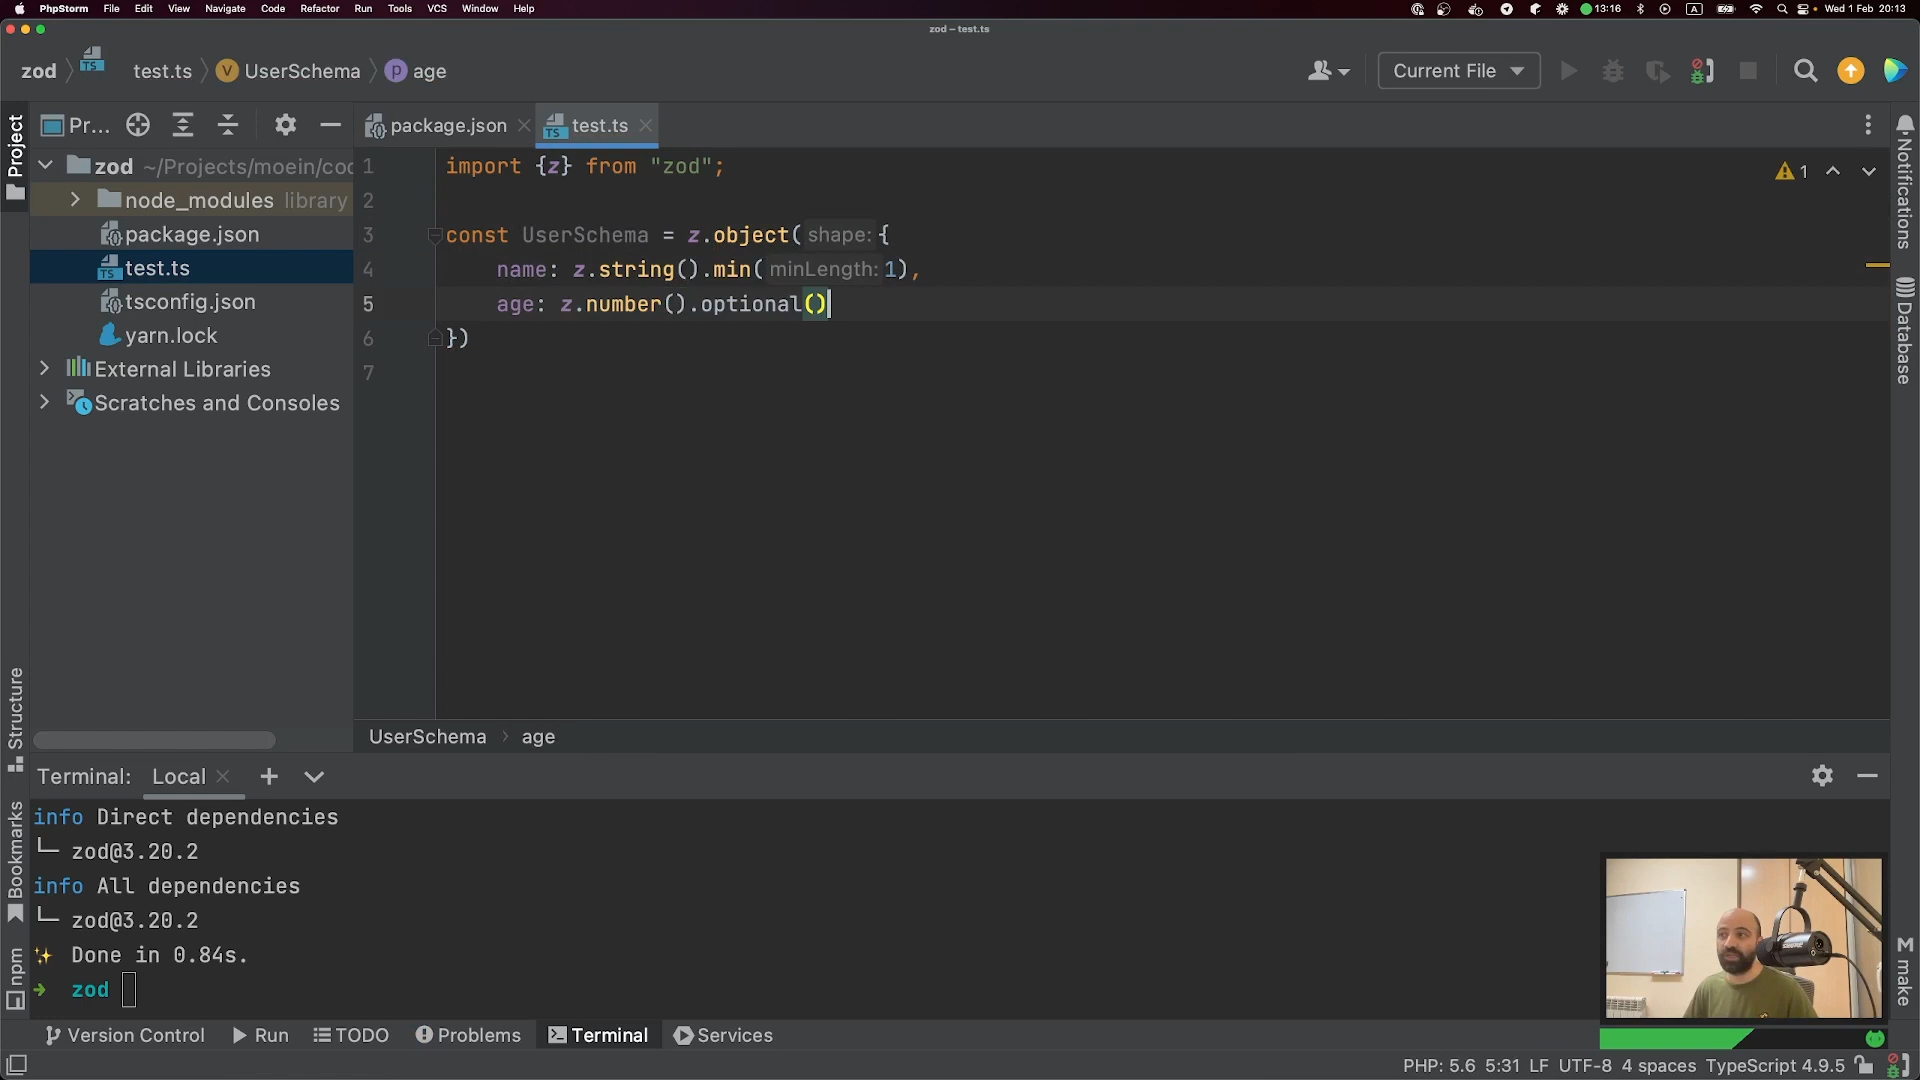 PhpStorm File Edit View Navigate Code Refactor Run Tools VCS Window Help
13:16 A Wed 1 Feb 20:13
zod – test.ts
zod test.ts V UserSchema p age
Current File
Pr...
package.json
test.ts
Project
zod ~/Projects/moein/coc
node_modules library
package.json
test.ts
tsconfig.json
yarn.lock
External Libraries
Scratches and Consoles
1 import {z} from "zod";
2
3 const UserSchema = z.object( shape: {
4 name: z.string().min( minLength: 1),
5 age: z.number().optional()
6 })
7
1
Notifications
Database
Structure
Bookmarks
npm
UserSchema age
Terminal: Local
info Direct dependencies
└─ zod@3.20.2
info All dependencies
└─ zod@3.20.2
✨ Done in 0.84s.
➜ zod
M make
Version Control Run TODO Problems Terminal Services
PHP: 5.6 5:31 LF UTF-8 4 spaces TypeScript 4.9.5